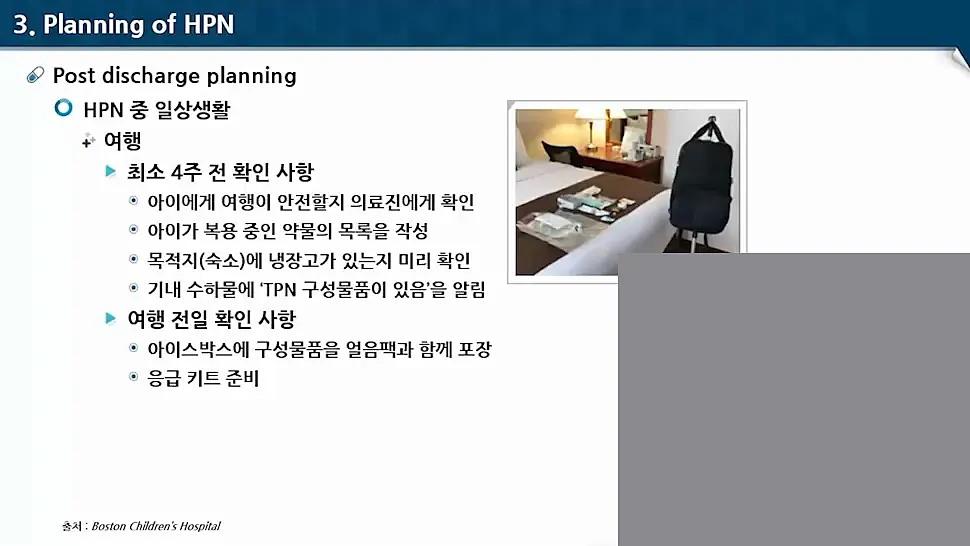 3. Planning of HPN
Post discharge planning
HPN 중 일상생활
여행
최소 4주 전 확인 사항
아이에게 여행이 안전할지 의료진에게 확인
아이가 복용 중인 약물의 목록을 작성
목적지(숙소)에 냉장고가 있는지 미리 확인
기내 수하물에 ‘TPN 구성물품이 있음’을 알림
여행 전일 확인 사항
아이스박스에 구성물품을 얼음팩과 함께 포장
응급 키트 준비
출처 : Boston Children’s Hospital